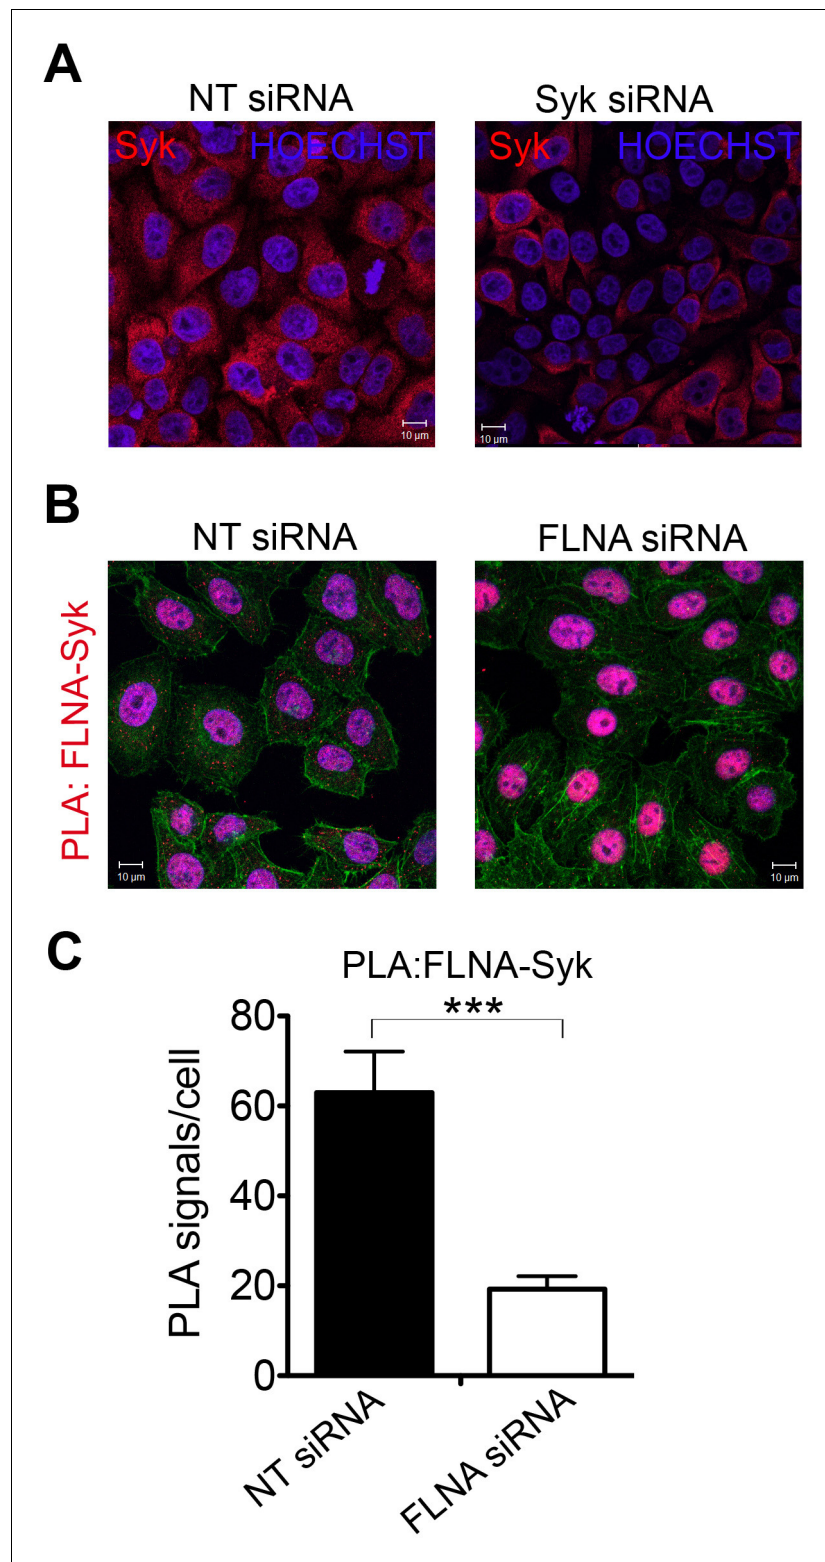 A
NT siRNA
Syk siRNA
Syk HOECHST
Syk HOECHST
10 µm
10 µm
B
NT siRNA
FLNA siRNA
PLA: FLNA-Syk
10 µm
10 µm
C
PLA:FLNA-Syk
***
PLA signals/cell
80
60
40
20
0
NT siRNA
FLNA siRNA